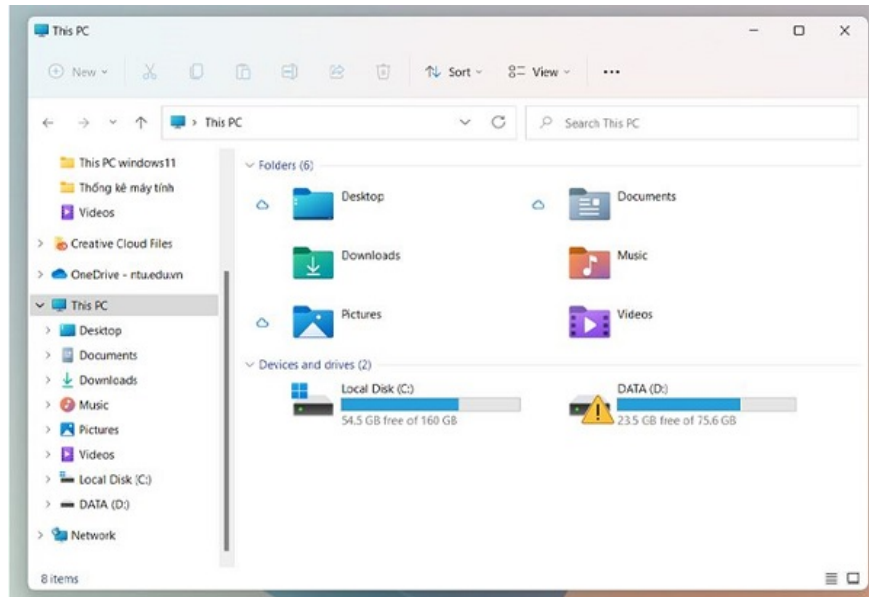 This PC
New
Sort
View
This PC
Search This PC
This PC windows11
Thống kê máy tính
Videos
Creative Cloud Files
OneDrive - ntu.edu.vn
This PC
Desktop
Documents
Downloads
Music
Pictures
Videos
Local Disk (C:)
DATA (D:)
Network
Folders (6)
Desktop
Documents
Downloads
Music
Pictures
Videos
Devices and drives (2)
Local Disk (C:)
54.5 GB free of 160 GB
DATA (D:)
23.5 GB free of 75.6 GB
8 items